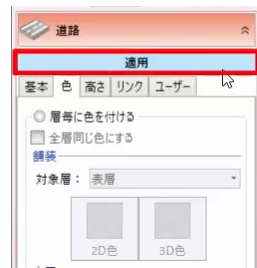 道路
適用
基本 色 高さ リンク ユーザー
層毎に色を付ける
全層同じ色にする
舗装
対象層： 表層
2D色 3D色